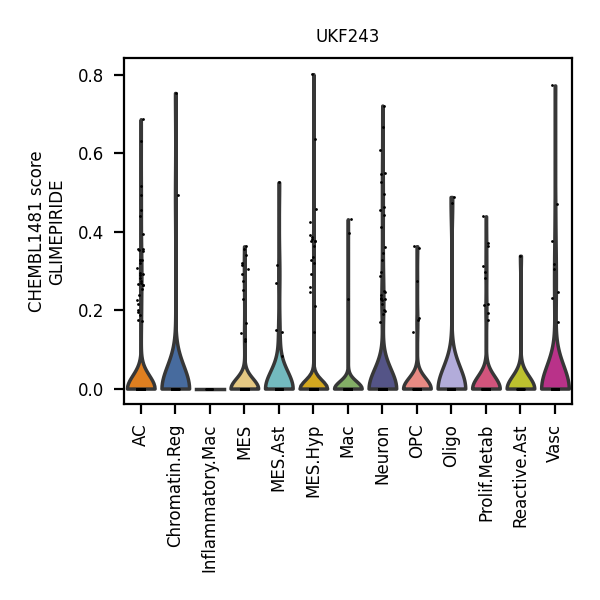 UKF243
CHEMBL1481 score
GLIMEPIRIDE
0.8
0.6
0.4
0.2
0.0
AC
Chromatin.Reg
Inflammatory.Mac
MES
MES.Ast
MES.Hyp
Mac
Neuron
OPC
Oligo
Prolif.Metab
Reactive.Ast
Vasc